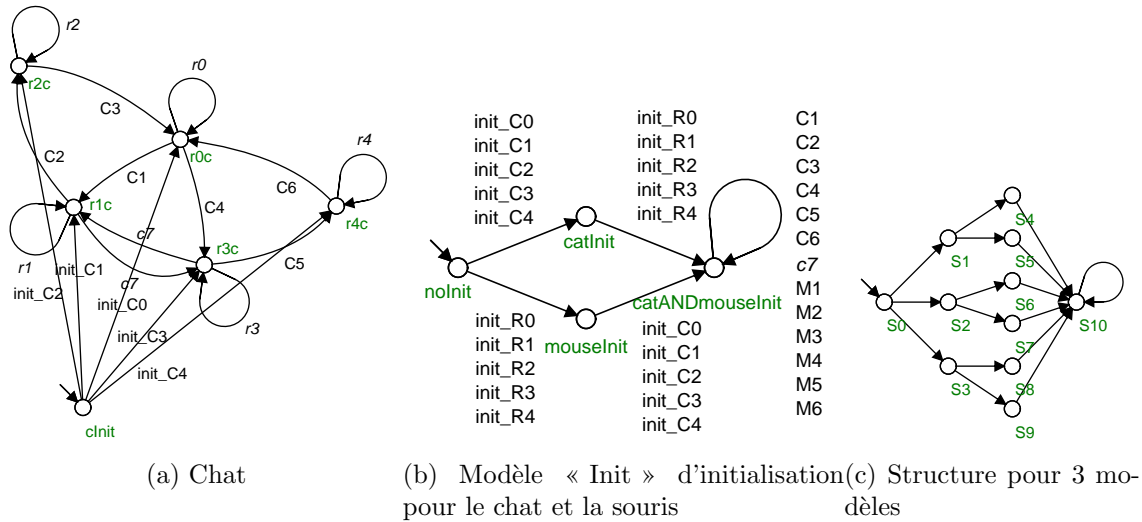 r2
r2c
C3
r0
r0c
r4
C2
C1
C6
C4
r1c
r4c
c7
r3c
r1
init_C1
C5
init_C2
c7
init_C0
r3
init_C3
init_C4
cInit
(a) Chat
init_C0
init_C1
init_C2
init_C3
init_C4
init_R0
init_R1
init_R2
init_R3
init_R4
catInit
noInit
catANDmouseInit
mouseInit
init_R0
init_R1
init_R2
init_R3
init_R4
init_C0
init_C1
init_C2
init_C3
init_C4
C1
C2
C3
C4
C5
C6
c7
M1
M2
M3
M4
M5
M6
(b) Modèle « Init » d'initialisation
pour le chat et la souris
S4
S1
S5
S6
S0
S2
S10
S7
S3
S8
S9
(c) Structure pour 3 mo-
dèles